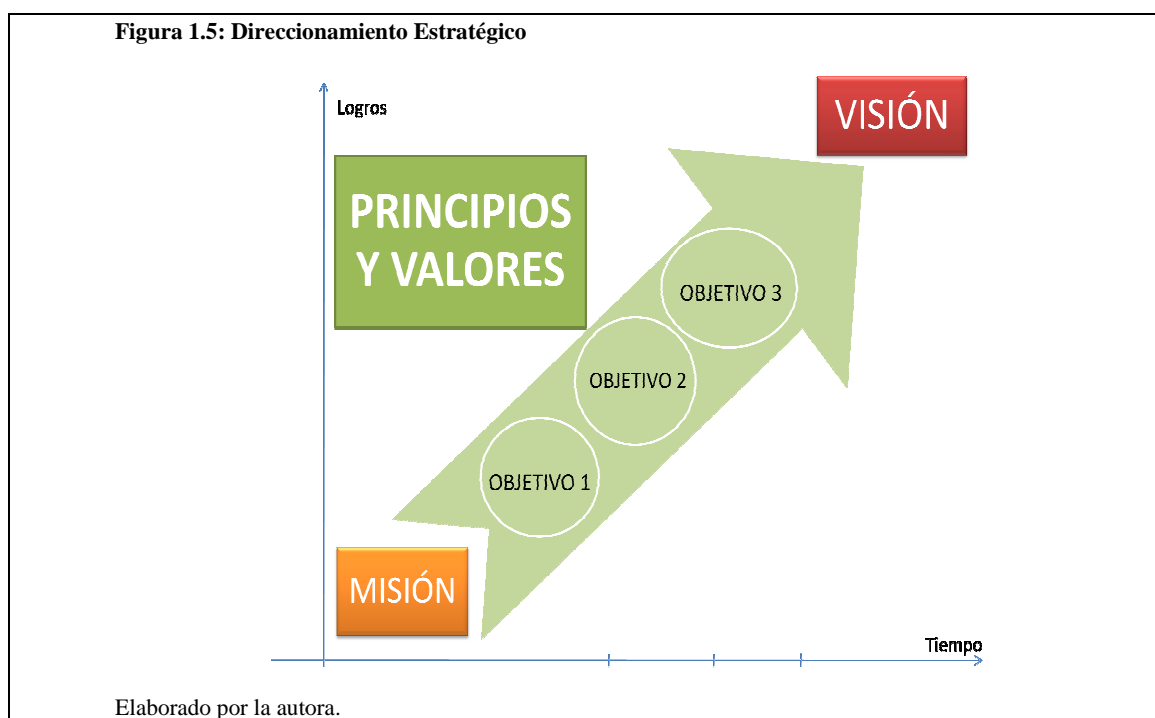 Figura 1.5: Direccionamiento Estratégico
Logros
VISIÓN
PRINCIPIOS
Y VALORES
OBJETIVO 3
OBJETIVO 2
OBJETIVO 1
MISIÓN
Tiempo
Elaborado por la autora.